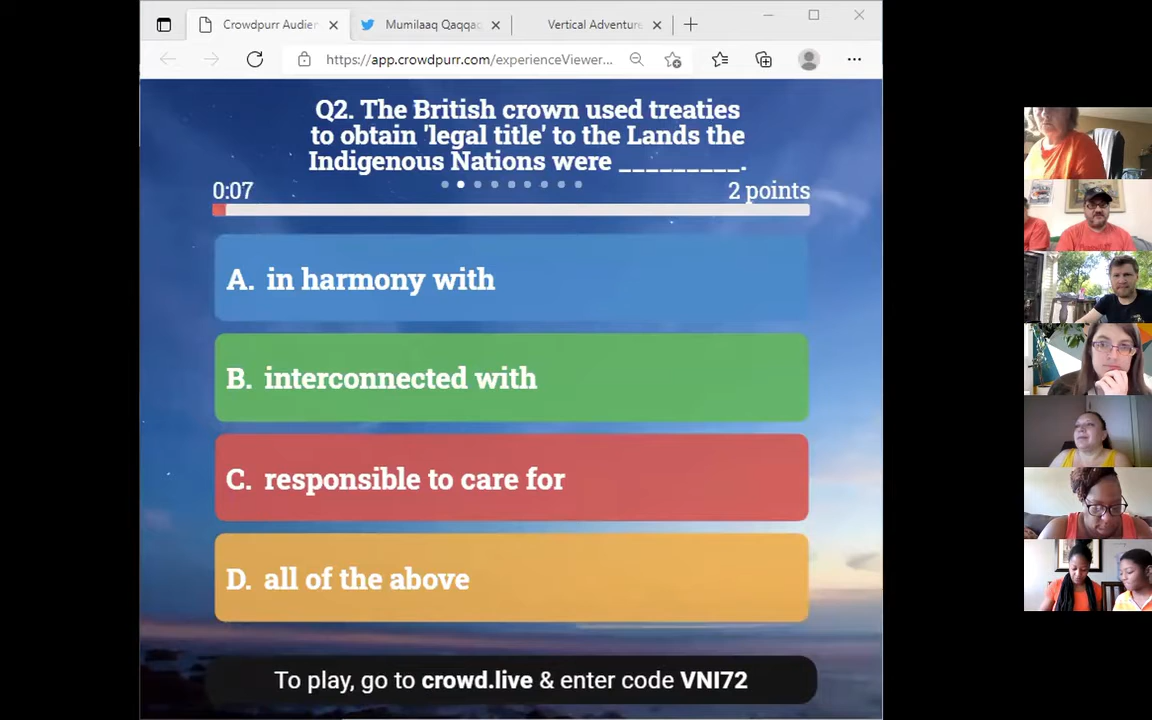 Crowdpurr Audien
Mumilaaq Qaqqaq
Vertical Adventure
https://app.crowdpurr.com/experienceViewer...
Q2. The British crown used treaties
to obtain 'legal title' to the Lands the
Indigenous Nations were _________.
0:07
2 points
A. in harmony with
B. interconnected with
C. responsible to care for
D. all of the above
To play, go to crowd.live & enter code VNI72